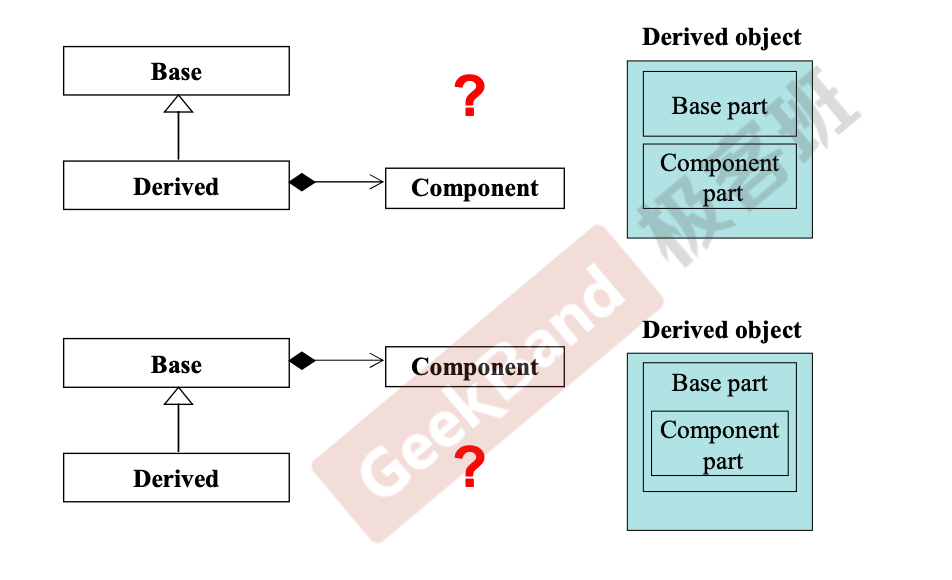 Derived object
Base
?
Base part
Derived
Component
Component
part
极客班
GeekBand
Derived object
Base
Component
Base part
Component
part
Derived
?